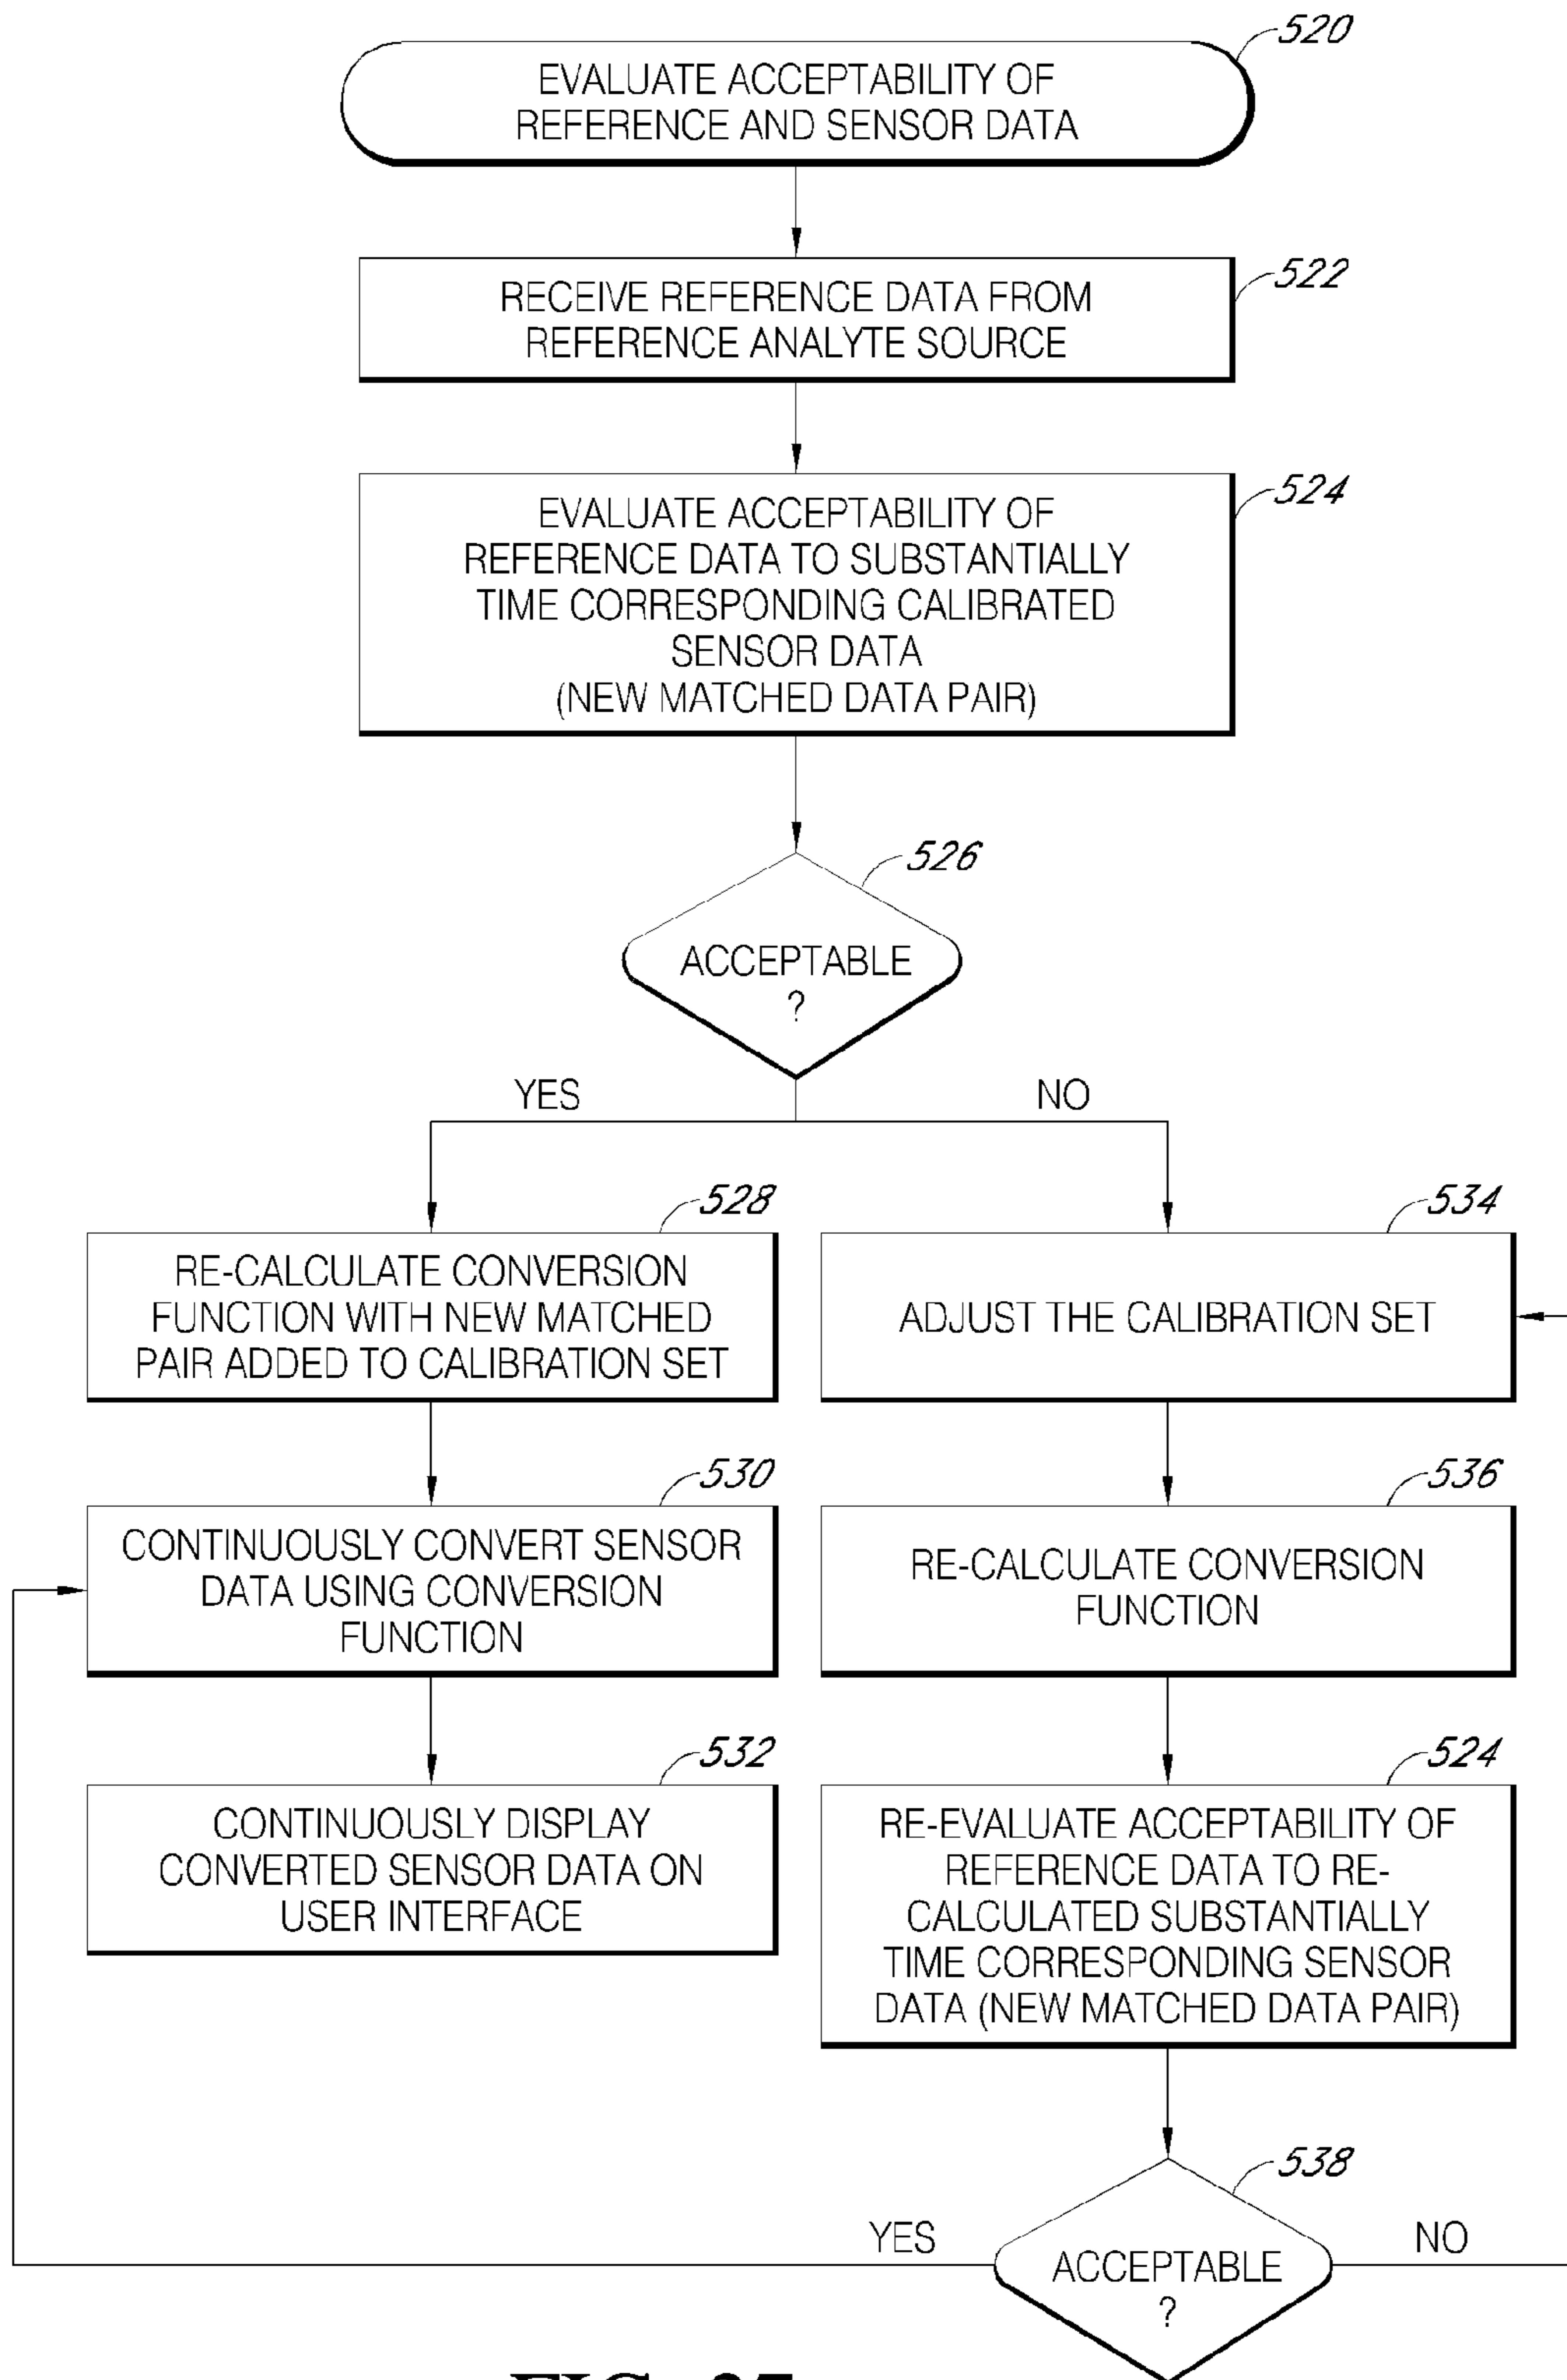 520
EVALUATE ACCEPTABILITY OF
REFERENCE AND SENSOR DATA
522
RECEIVE REFERENCE DATA FROM
REFERENCE ANALYTE SOURCE
524
EVALUATE ACCEPTABILITY OF
REFERENCE DATA TO SUBSTANTIALLY
TIME CORRESPONDING CALIBRATED
SENSOR DATA
(NEW MATCHED DATA PAIR)
526
ACCEPTABLE
?
YES
NO
528
RE-CALCULATE CONVERSION
FUNCTION WITH NEW MATCHED
PAIR ADDED TO CALIBRATION SET
530
CONTINUOUSLY CONVERT SENSOR
DATA USING CONVERSION
FUNCTION
532
CONTINUOUSLY DISPLAY
CONVERTED SENSOR DATA ON
USER INTERFACE
534
ADJUST THE CALIBRATION SET
536
RE-CALCULATE CONVERSION
FUNCTION
524
RE-EVALUATE ACCEPTABILITY OF
REFERENCE DATA TO RE-
CALCULATED SUBSTANTIALLY
TIME CORRESPONDING SENSOR
DATA (NEW MATCHED DATA PAIR)
538
YES
ACCEPTABLE
?
NO